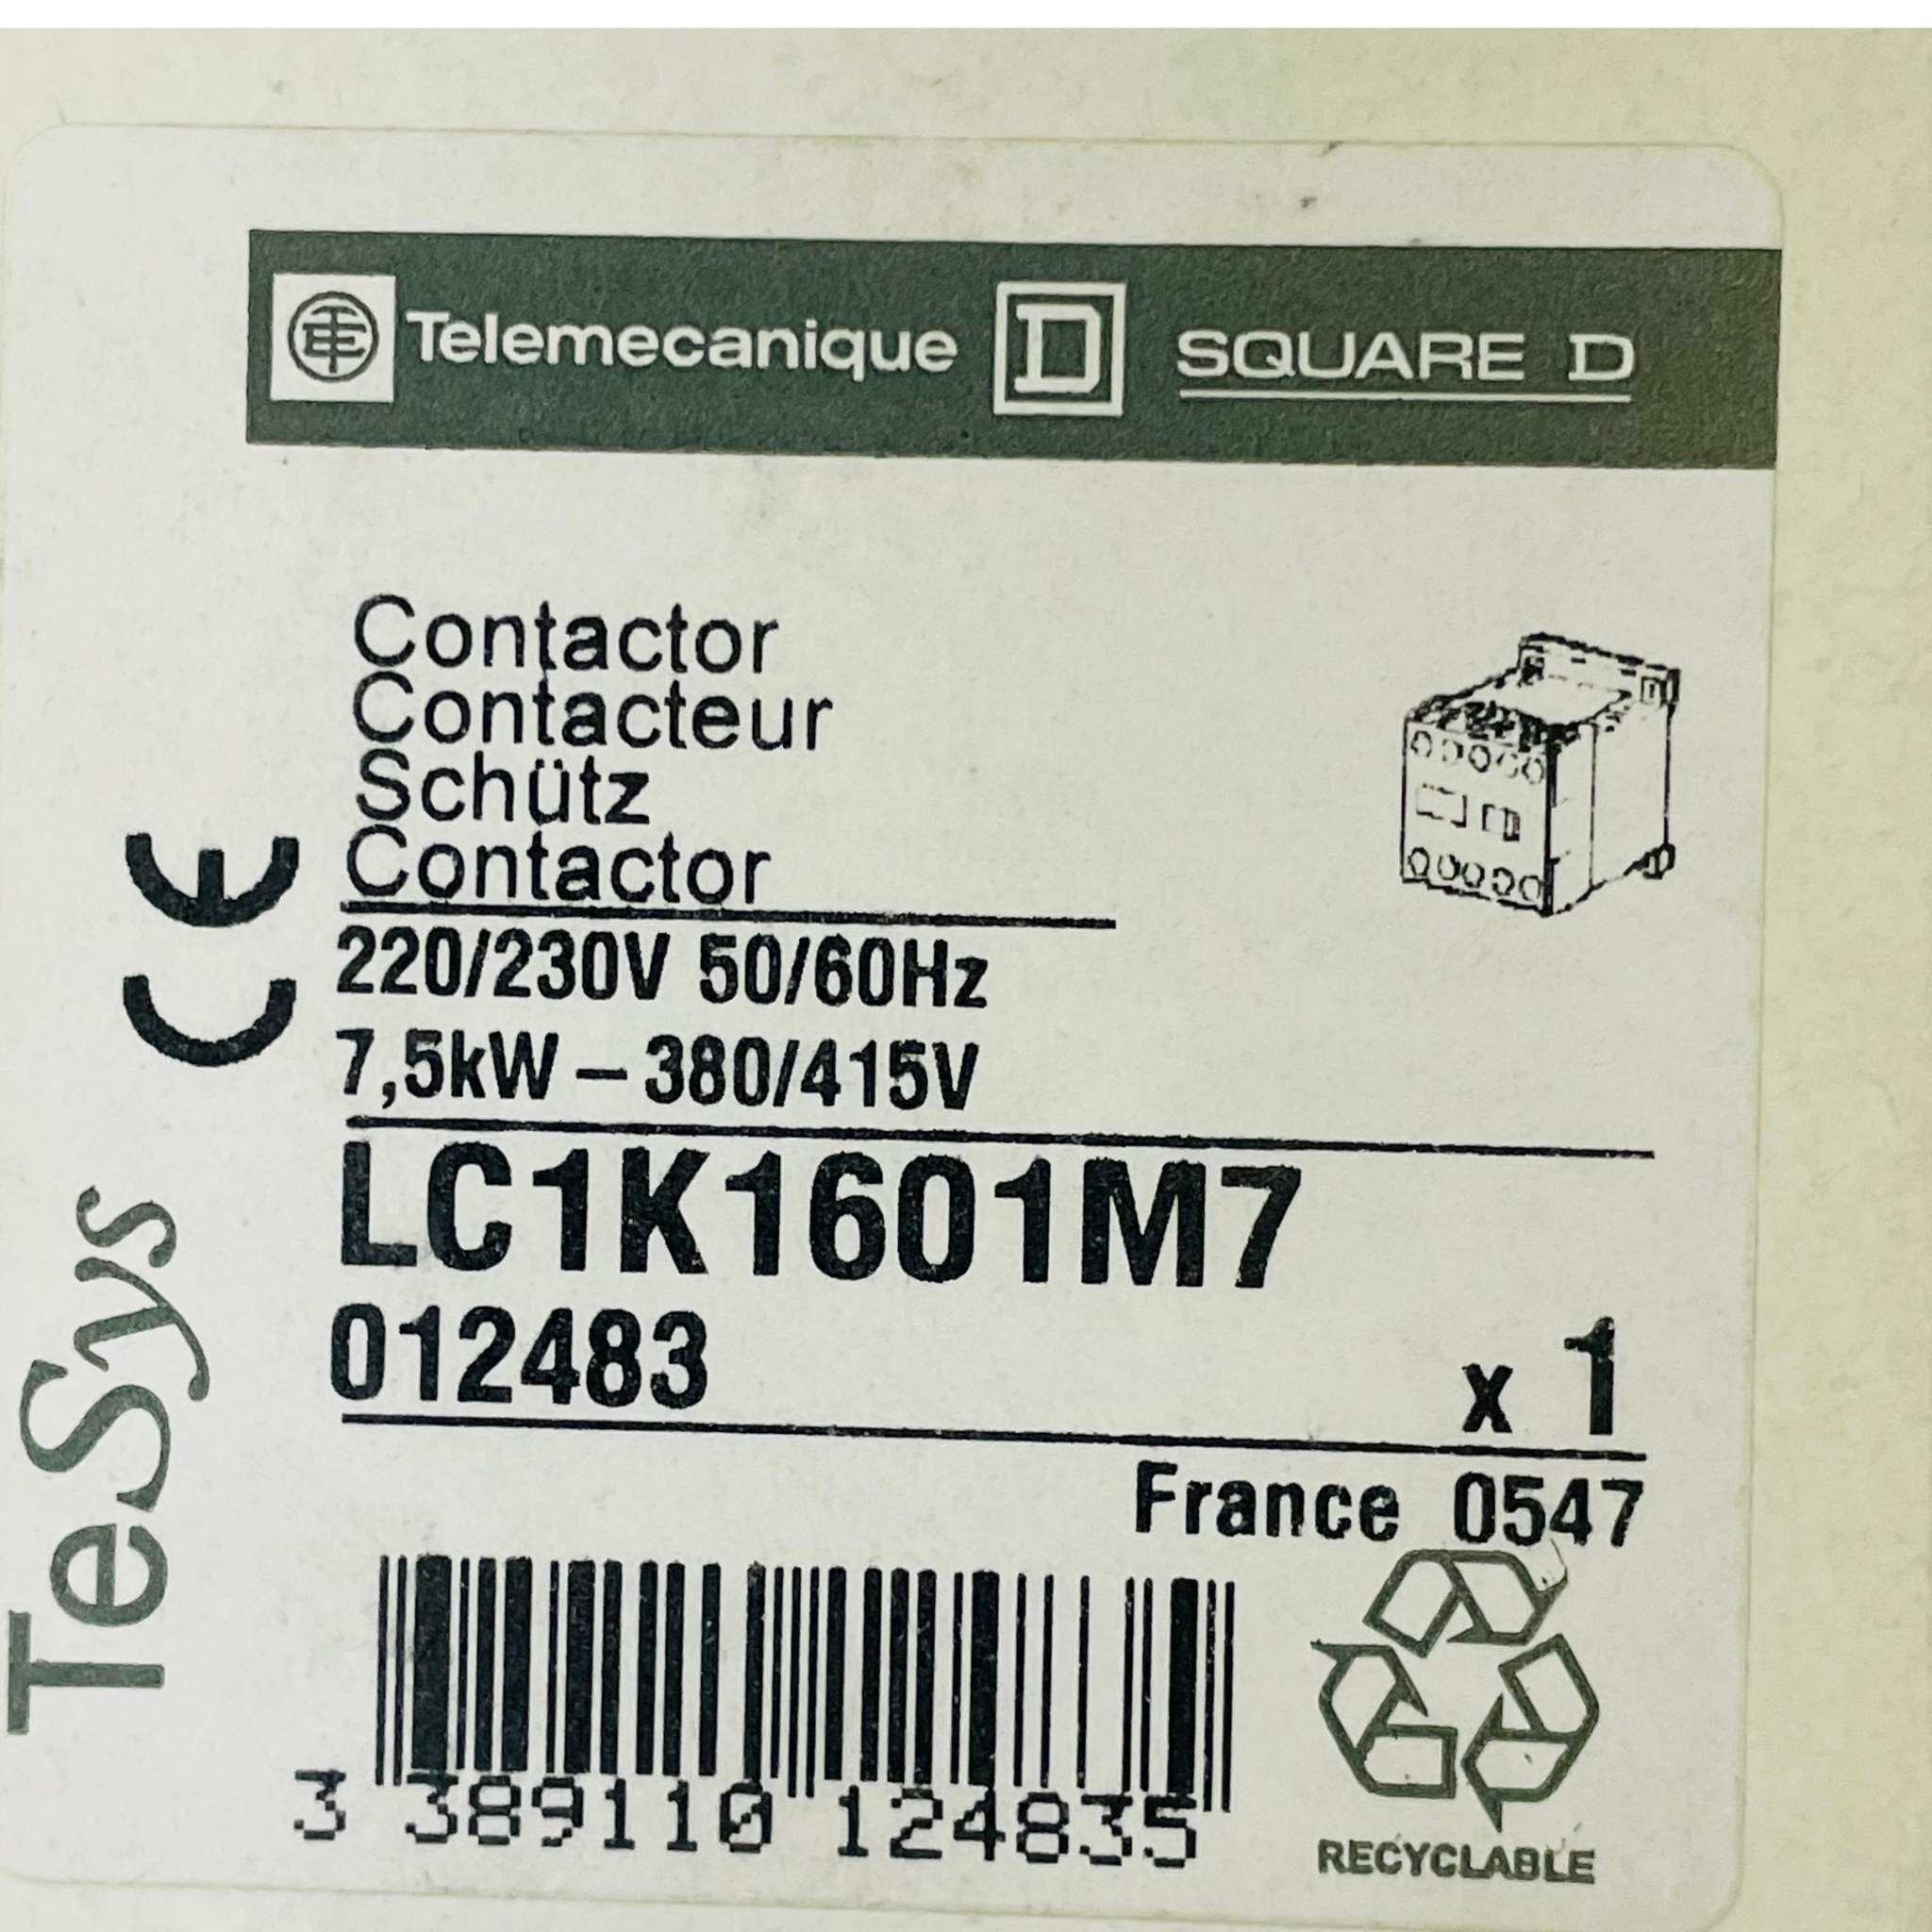 Telemecanique D SQUARE D
Contactor
Contacteur
Schütz
Contactor
220/230V 50/60Hz
7,5kW – 380/415V
LC1K1601M7
012483
x 1
France 0547
3 389110 124835
RECYCLABLE
CE
TeSys